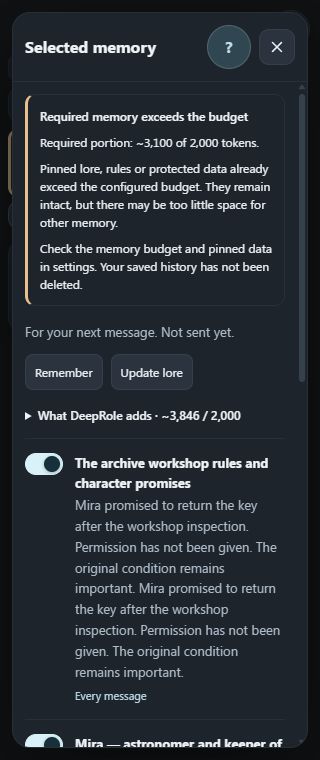 Selected memory
?
Required memory exceeds the budget
Required portion: ~3,100 of 2,000 tokens.
Pinned lore, rules or protected data already
exceed the configured budget. They remain
intact, but there may be too little space for
other memory.
Check the memory budget and pinned data
in settings. Your saved history has not been
deleted.
For your next message. Not sent yet.
Remember
Update lore
What DeepRole adds · ~3,846 / 2,000
The archive workshop rules and
character promises
Mira promised to return the key
after the workshop inspection.
Permission has not been given. The
original condition remains
important. Mira promised to return
the key after the workshop
inspection. Permission has not been
given. The original condition
remains important.
Every message
Mira — astronomer and keeper of